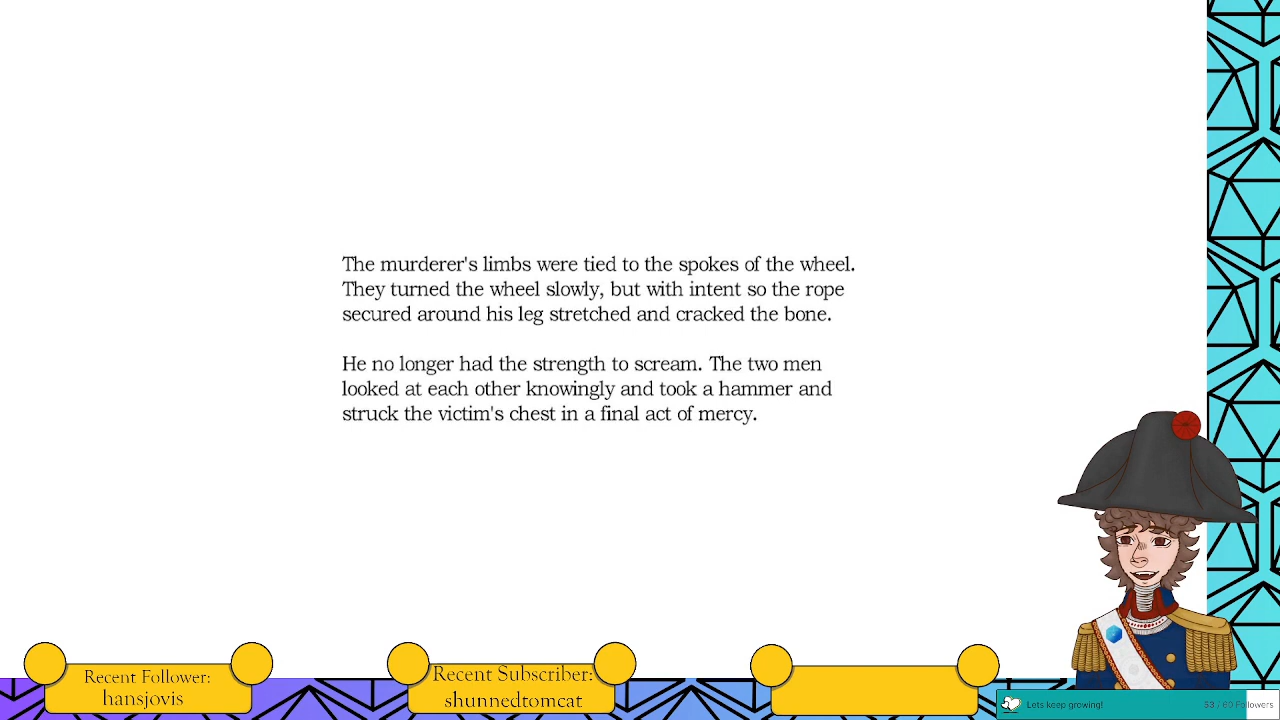 The murderer's limbs were tied to the spokes of the wheel.
They turned the wheel slowly, but with intent so the rope
secured around his leg stretched and cracked the bone.
He no longer had the strength to scream. The two men
looked at each other knowingly and took a hammer and
struck the victim's chest in a final act of mercy.
Recent Follower:
hansjovis
Recent Subscriber:
shunnedtomcat
Lets keep growing!
53 / 60 Followers